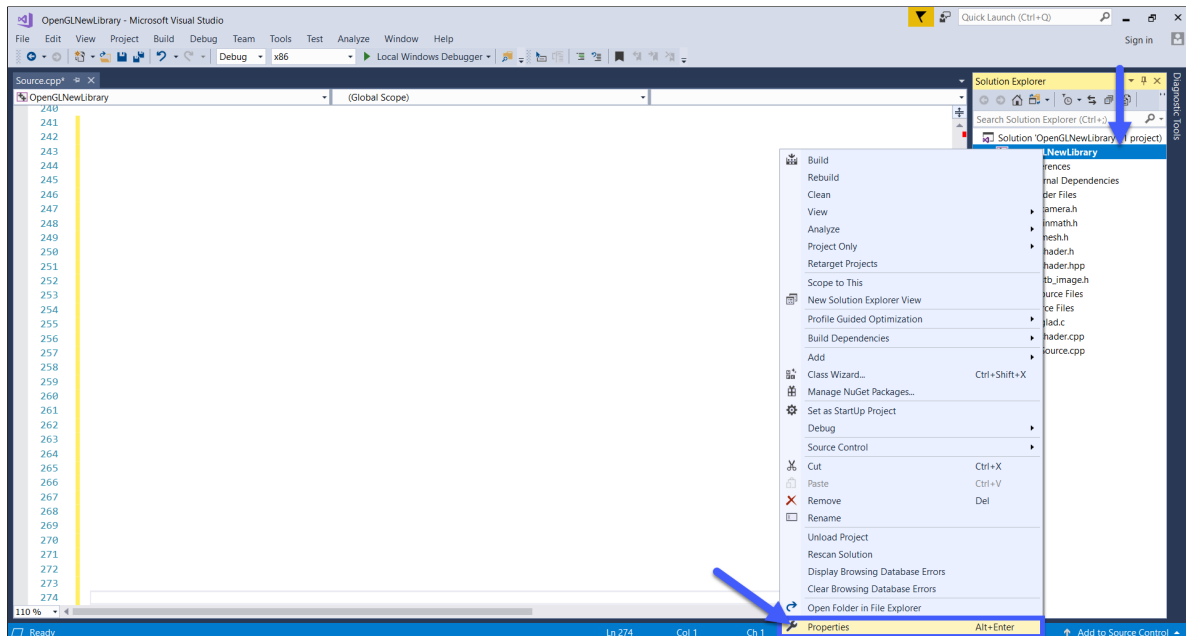 OpenGLNewLibrary - Microsoft Visual Studio
Quick Launch (Ctrl+Q)
File Edit View Project Build Debug Team Tools Test Analyze Window Help
Sign in
Debug x86 Local Windows Debugger
Source.cpp*
OpenGLNewLibrary
(Global Scope)
240
241
242
243
244
245
246
247
248
249
250
251
252
253
254
255
256
257
258
259
260
261
262
263
264
265
266
267
268
269
270
271
272
273
274
110 %
Build
Rebuild
Clean
View
Analyze
Project Only
Retarget Projects
Scope to This
New Solution Explorer View
Profile Guided Optimization
Build Dependencies
Add
Class Wizard... Ctrl+Shift+X
Manage NuGet Packages...
Set as StartUp Project
Debug
Source Control
Cut Ctrl+X
Paste Ctrl+V
Remove Del
Rename
Unload Project
Rescan Solution
Display Browsing Database Errors
Clear Browsing Database Errors
Open Folder in File Explorer
Properties Alt+Enter
Solution Explorer
Search Solution Explorer (Ctrl+;)
Solution 'OpenGLNewLibrary' project)
LNewLibrary
rences
rnal Dependencies
der Files
amera.h
inmath.h
mesh.h
hader.h
hader.hpp
tb_image.h
ource Files
rce Files
glad.c
hader.cpp
ource.cpp
Diagnostic Tools
Ready
Ln 274 Col 1 Ch 1
Add to Source Control